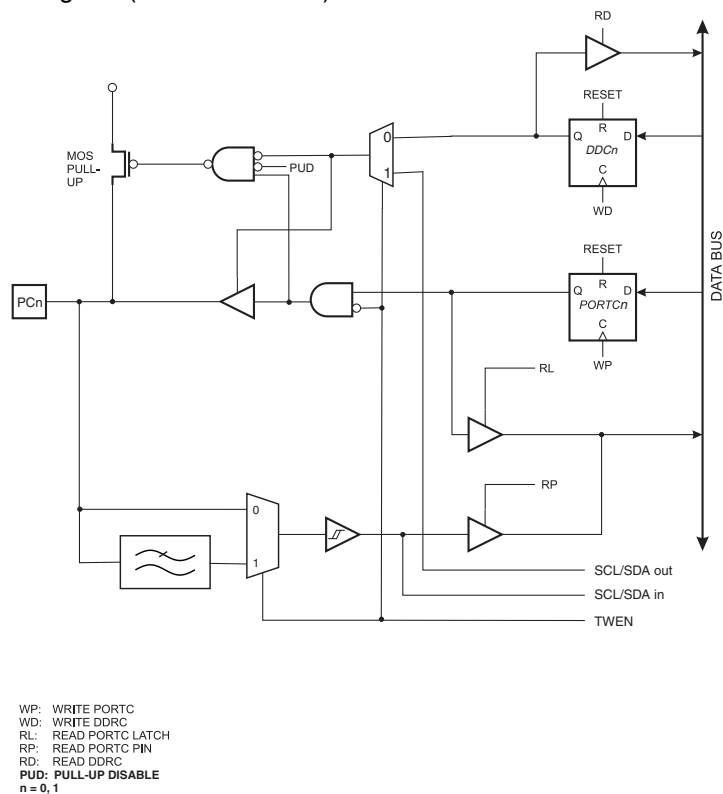 RD
RESET
Q R D
DDCn
C
WD
0
1
MOS
PULL-
UP
PUD
PCn
RESET
Q R D
PORTCn
C
WP
DATA BUS
RL
RP
0
1
SCL/SDA out
SCL/SDA in
TWEN
WP: WRITE PORTC
WD: WRITE DDRC
RL: READ PORTC LATCH
RP: READ PORTC PIN
RD: READ DDRC
PUD: PULL-UP DISABLE
n = 0, 1